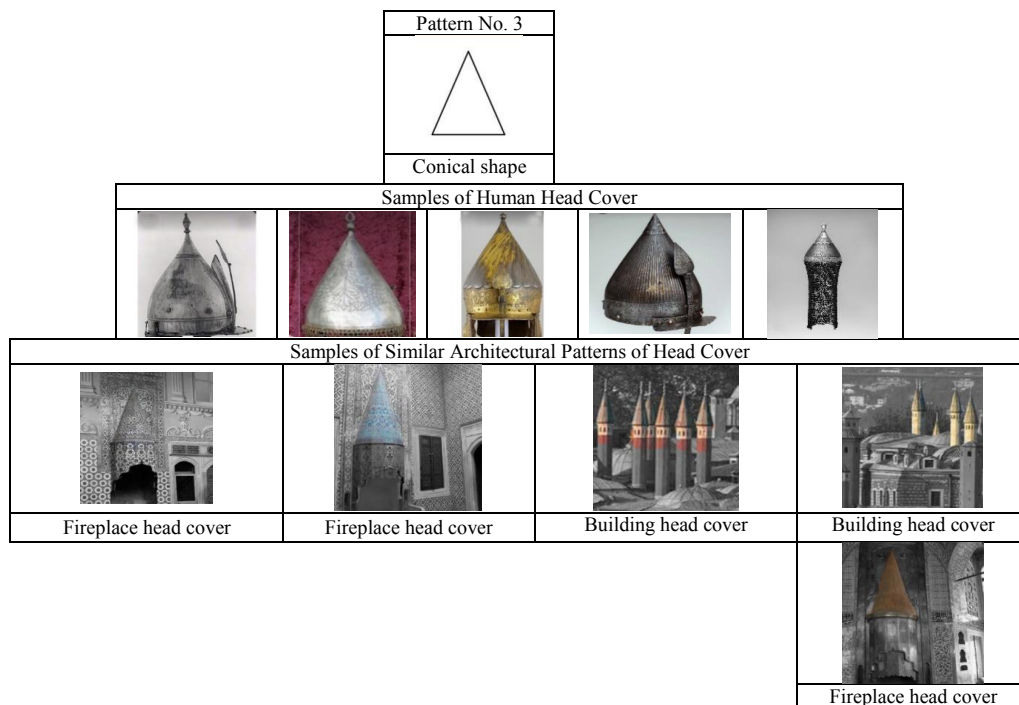 Pattern No. 3
Conical shape
Samples of Human Head Cover
Samples of Similar Architectural Patterns of Head Cover
Fireplace head cover
Fireplace head cover
Building head cover
Building head cover
Fireplace head cover